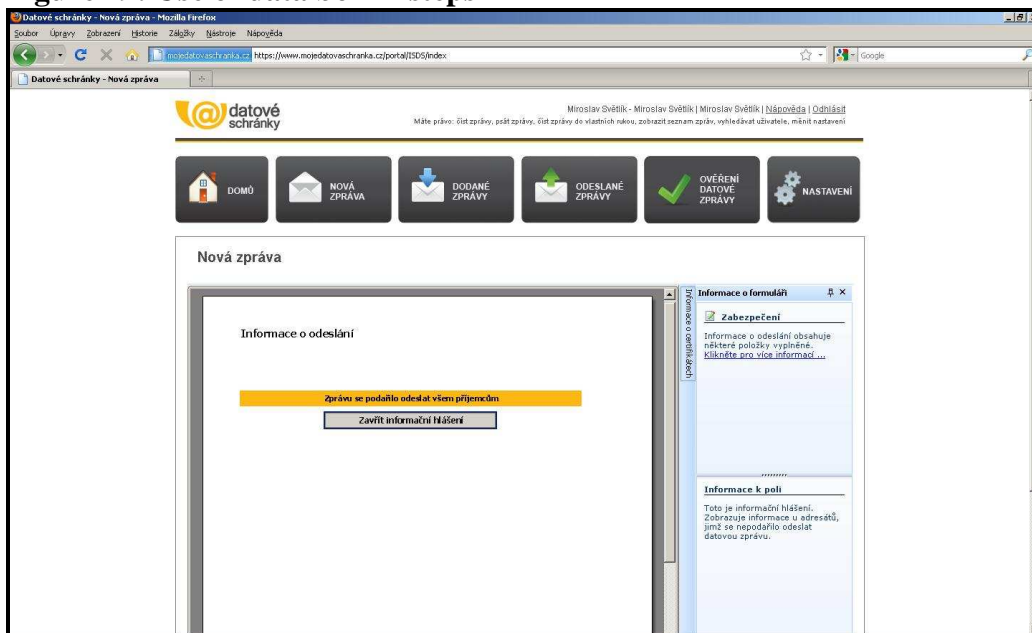 Datové schránky - Nová zpráva - Mozilla Firefox
Soubor Úpravy Zobrazení Historie Záložky Nástroje Nápověda
mojedatovaschranka.cz https://www.mojedatovaschranka.cz/portal/ISDS/index
Google
Datové schránky - Nová zpráva
datové
schránky
Miroslav Světlík - Miroslav Světlík | Miroslav Světlík | Nápověda | Odhlásit
Máte právo: číst zprávy, psát zprávy, číst zprávy do vlastních rukou, zobrazit seznam zpráv, vyhledávat uživatele, měnit nastavení
DOMŮ
NOVÁ
ZPRÁVA
DODANÉ
ZPRÁVY
ODESLANÉ
ZPRÁVY
OVĚŘENÍ
DATOVÉ
ZPRÁVY
NASTAVENÍ
Nová zpráva
Informace o odeslání
Zprávu se podařilo odeslat všem příjemcům
Zavřít informační hlášení
Informace o certifikátech
Informace o formuláři
Zabezpečení
Informace o odeslání obsahuje
některé položky vyplněné.
Klikněte pro více informací ...
Informace k poli
Toto je informační hlášení.
Zobrazuje informace u adresátů,
jimž se nepodařilo odeslat
datovou zprávu.